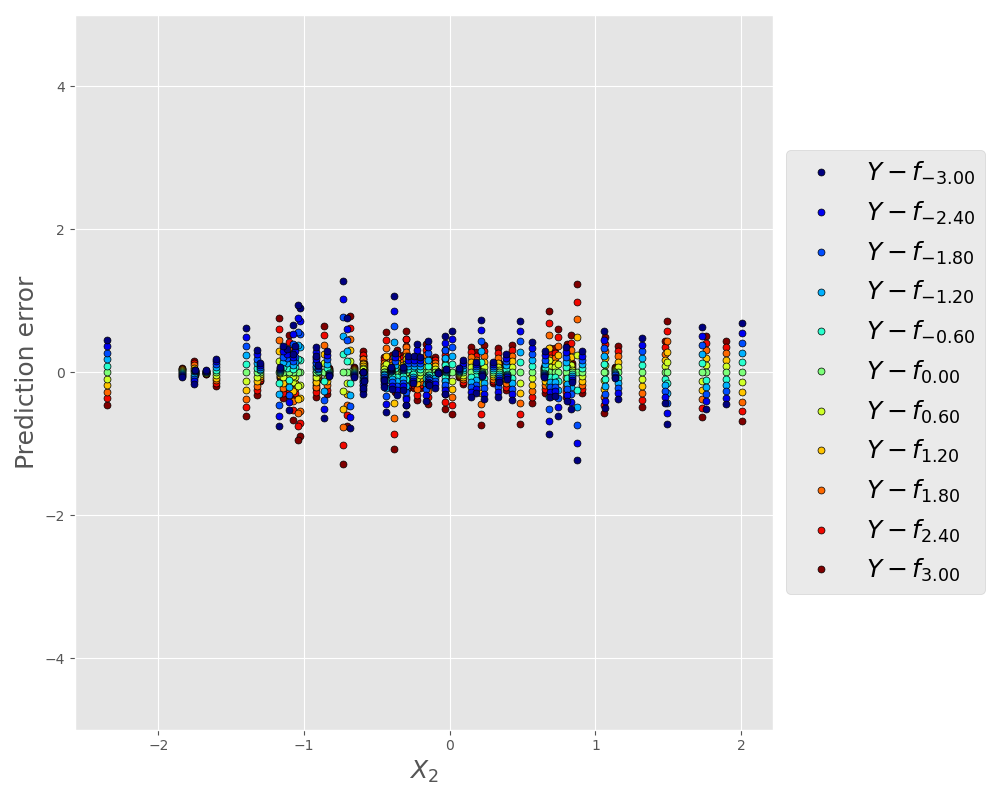 Prediction error
4
2
0
−2
−4
−2
−1
0
1
2
X₂
Y − f₋₃.₀₀
Y − f₋₂.₄₀
Y − f₋₁.₈₀
Y − f₋₁.₂₀
Y − f₋₀.₆₀
Y − f₀.₀₀
Y − f₀.₆₀
Y − f₁.₂₀
Y − f₁.₈₀
Y − f₂.₄₀
Y − f₃.₀₀